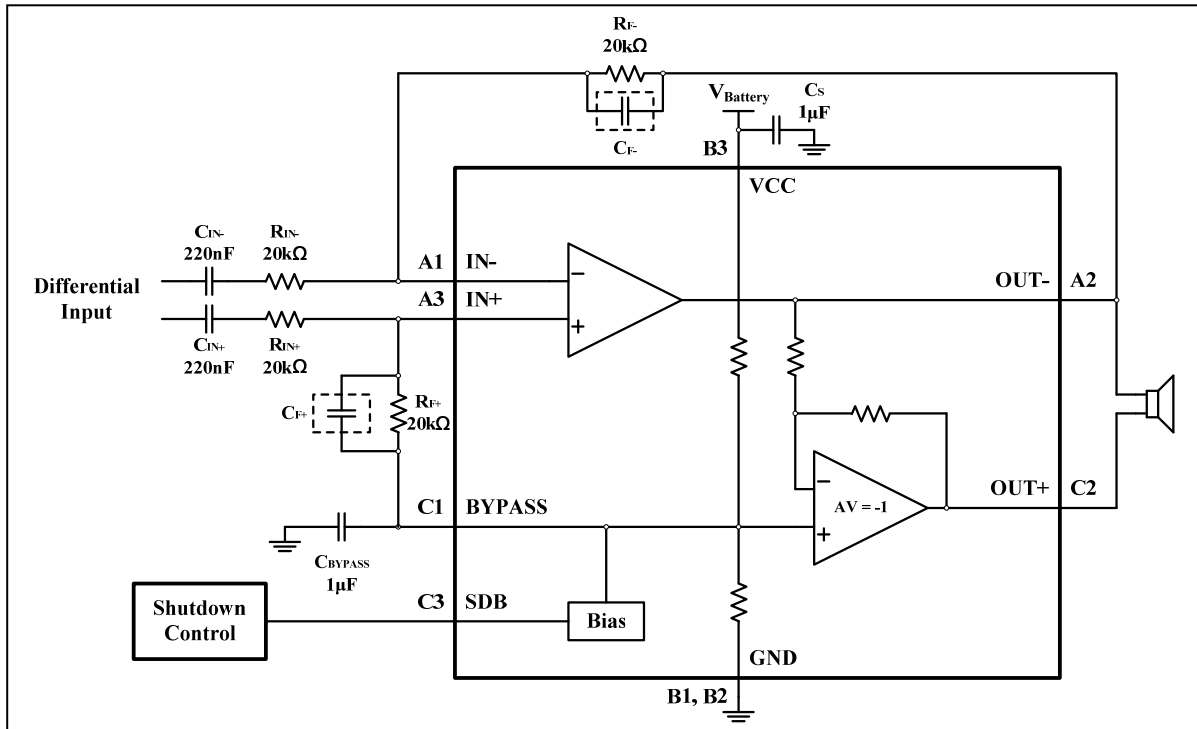 RF-
20kΩ
VBattery
CS
1µF
CF-
B3
VCC
CIN-
220nF
RIN-
20kΩ
Differential
Input
A1
IN-
A3
IN+
OUT-
A2
CIN+
220nF
RIN+
20kΩ
CF+
RF+
20kΩ
AV = -1
OUT+
C2
C1
BYPASS
CBYPASS
1µF
C3
SDB
Shutdown
Control
Bias
GND
B1, B2